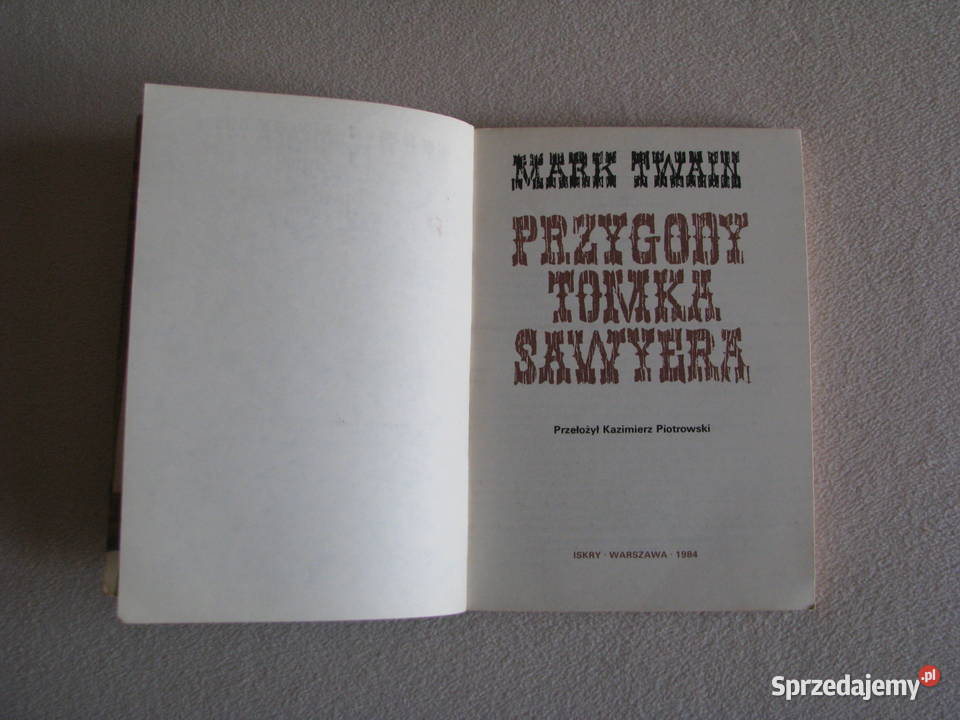 MARK TWAIN
PRZYGODY
TOMKA
SAWYERA
Przełożył Kazimierz Piotrowski
ISKRY · WARSZAWA · 1984
Sprzedajemy.pl